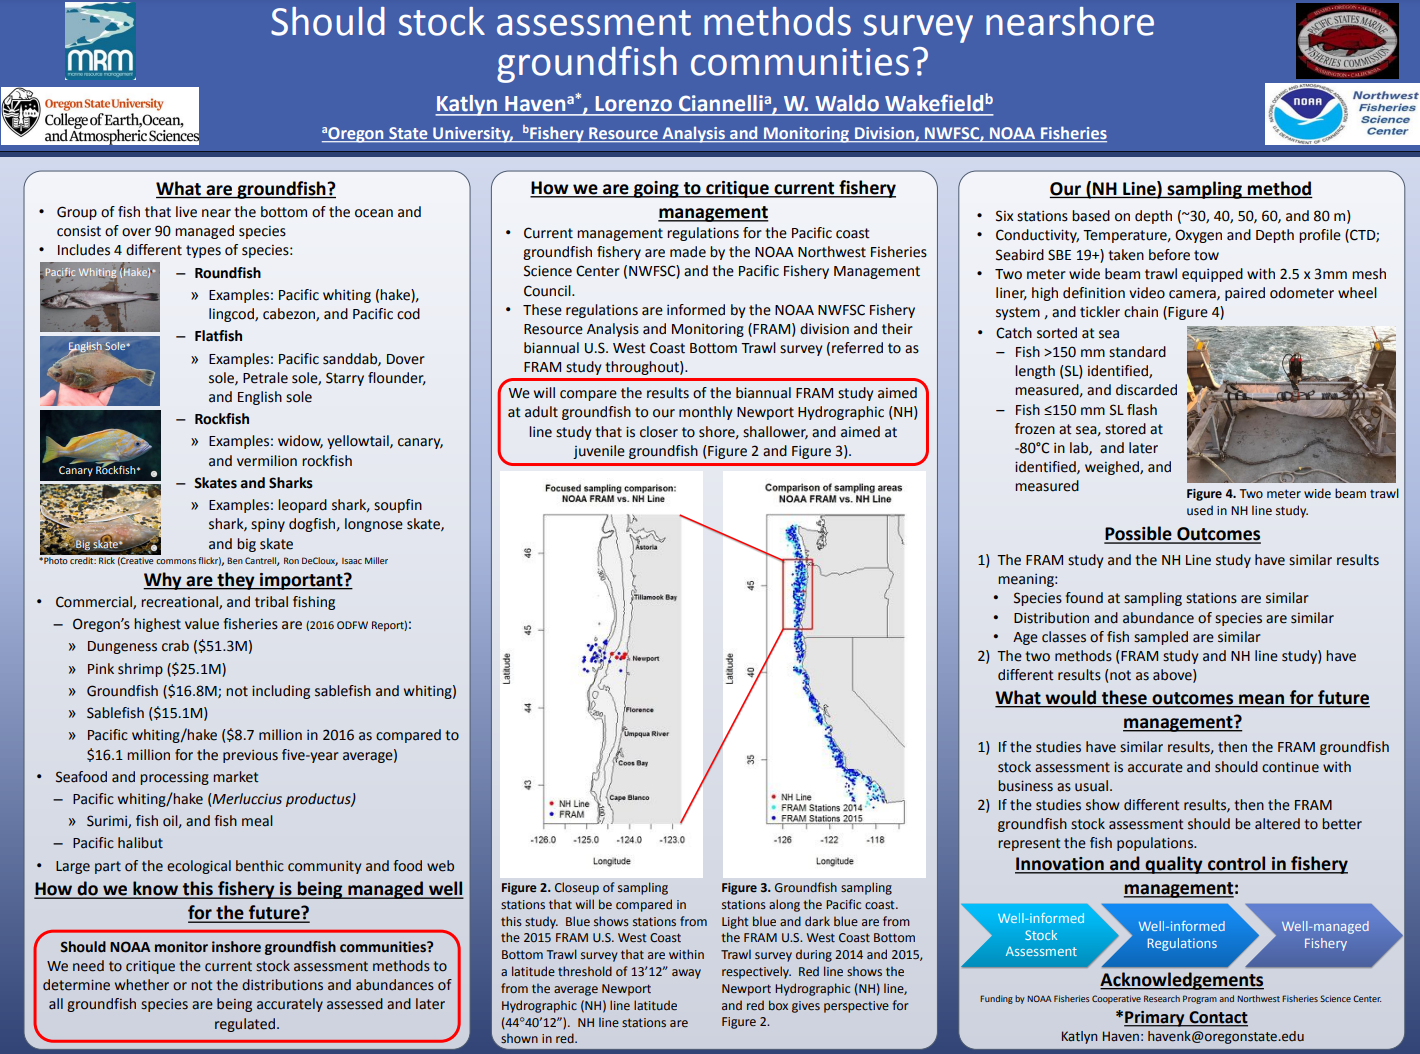 Should stock assessment methods survey nearshore
groundfish communities?
Katlyn Havenª*, Lorenzo Ciannelliª, W. Waldo Wakefieldᵇ
ªOregon State University, ᵇFishery Resource Analysis and Monitoring Division, NWFSC, NOAA Fisheries
MRM
marine resource management
Oregon State University
College of Earth, Ocean,
and Atmospheric Sciences
PACIFIC STATES MARINE
FISHERIES COMMISSION
NOAA
Northwest
Fisheries
Science
Center
What are groundfish?
• Group of fish that live near the bottom of the ocean and
consist of over 90 managed species
• Includes 4 different types of species:
Pacific Whiting (Hake)*
English Sole*
Canary Rockfish*
Big skate*
– Roundfish
» Examples: Pacific whiting (hake),
lingcod, cabezon, and Pacific cod
– Flatfish
» Examples: Pacific sanddab, Dover
sole, Petrale sole, Starry flounder,
and English sole
– Rockfish
» Examples: widow, yellowtail, canary,
and vermilion rockfish
– Skates and Sharks
» Examples: leopard shark, soupfin
shark, spiny dogfish, longnose skate,
and big skate
*Photo credit: Rick (Creative commons flickr), Ben Cantrell, Ron DeCloux, Isaac Miller
Why are they important?
• Commercial, recreational, and tribal fishing
– Oregon's highest value fisheries are (2016 ODFW Report):
» Dungeness crab ($51.3M)
» Pink shrimp ($25.1M)
» Groundfish ($16.8M; not including sablefish and whiting)
» Sablefish ($15.1M)
» Pacific whiting/hake ($8.7 million in 2016 as compared to
$16.1 million for the previous five-year average)
• Seafood and processing market
– Pacific whiting/hake (Merluccius productus)
» Surimi, fish oil, and fish meal
– Pacific halibut
• Large part of the ecological benthic community and food web
How do we know this fishery is being managed well
for the future?
Should NOAA monitor inshore groundfish communities?
We need to critique the current stock assessment methods to
determine whether or not the distributions and abundances of
all groundfish species are being accurately assessed and later
regulated.
How we are going to critique current fishery
management
• Current management regulations for the Pacific coast
groundfish fishery are made by the NOAA Northwest Fisheries
Science Center (NWFSC) and the Pacific Fishery Management
Council.
• These regulations are informed by the NOAA NWFSC Fishery
Resource Analysis and Monitoring (FRAM) division and their
biannual U.S. West Coast Bottom Trawl survey (referred to as
FRAM study throughout).
We will compare the results of the biannual FRAM study aimed
at adult groundfish to our monthly Newport Hydrographic (NH)
line study that is closer to shore, shallower, and aimed at
juvenile groundfish (Figure 2 and Figure 3).
Focused sampling comparison:
NOAA FRAM vs. NH Line
Latitude
46
45
44
43
Astoria
Tillamook Bay
Newport
Florence
200
Umpqua River
Coos Bay
Cape Blanco
NH Line
FRAM
-126.0 -125.0 -124.0 -123.0
Longitude
Comparison of sampling areas
NOAA FRAM vs. NH Line
Latitude
45
40
35
NH Line
FRAM Stations 2014
FRAM Stations 2015
-126 -122 -118
Longitude
Figure 2. Closeup of sampling
stations that will be compared in
this study. Blue shows stations from
the 2015 FRAM U.S. West Coast
Bottom Trawl survey that are within
a latitude threshold of 13'12" away
from the average Newport
Hydrographic (NH) line latitude
(44°40'12"). NH line stations are
shown in red.
Figure 3. Groundfish sampling
stations along the Pacific coast.
Light blue and dark blue are from
the FRAM U.S. West Coast Bottom
Trawl survey during 2014 and 2015,
respectively. Red line shows the
Newport Hydrographic (NH) line,
and red box gives perspective for
Figure 2.
Our (NH Line) sampling method
• Six stations based on depth (~30, 40, 50, 60, and 80 m)
• Conductivity, Temperature, Oxygen and Depth profile (CTD;
Seabird SBE 19+) taken before tow
• Two meter wide beam trawl equipped with 2.5 x 3mm mesh
liner, high definition video camera, paired odometer wheel
system , and tickler chain (Figure 4)
• Catch sorted at sea
– Fish >150 mm standard
length (SL) identified,
measured, and discarded
– Fish ≤150 mm SL flash
frozen at sea, stored at
-80°C in lab, and later
identified, weighed, and
measured
Figure 4. Two meter wide beam trawl
used in NH line study.
Possible Outcomes
1) The FRAM study and the NH Line study have similar results
meaning:
• Species found at sampling stations are similar
• Distribution and abundance of species are similar
• Age classes of fish sampled are similar
2) The two methods (FRAM study and NH line study) have
different results (not as above)
What would these outcomes mean for future
management?
1) If the studies have similar results, then the FRAM groundfish
stock assessment is accurate and should continue with
business as usual.
2) If the studies show different results, then the FRAM
groundfish stock assessment should be altered to better
represent the fish populations.
Innovation and quality control in fishery
management:
Well-informed
Stock
Assessment
Well-informed
Regulations
Well-managed
Fishery
Acknowledgements
Funding by NOAA Fisheries Cooperative Research Program and Northwest Fisheries Science Center.
*Primary Contact
Katlyn Haven: havenk@oregonstate.edu